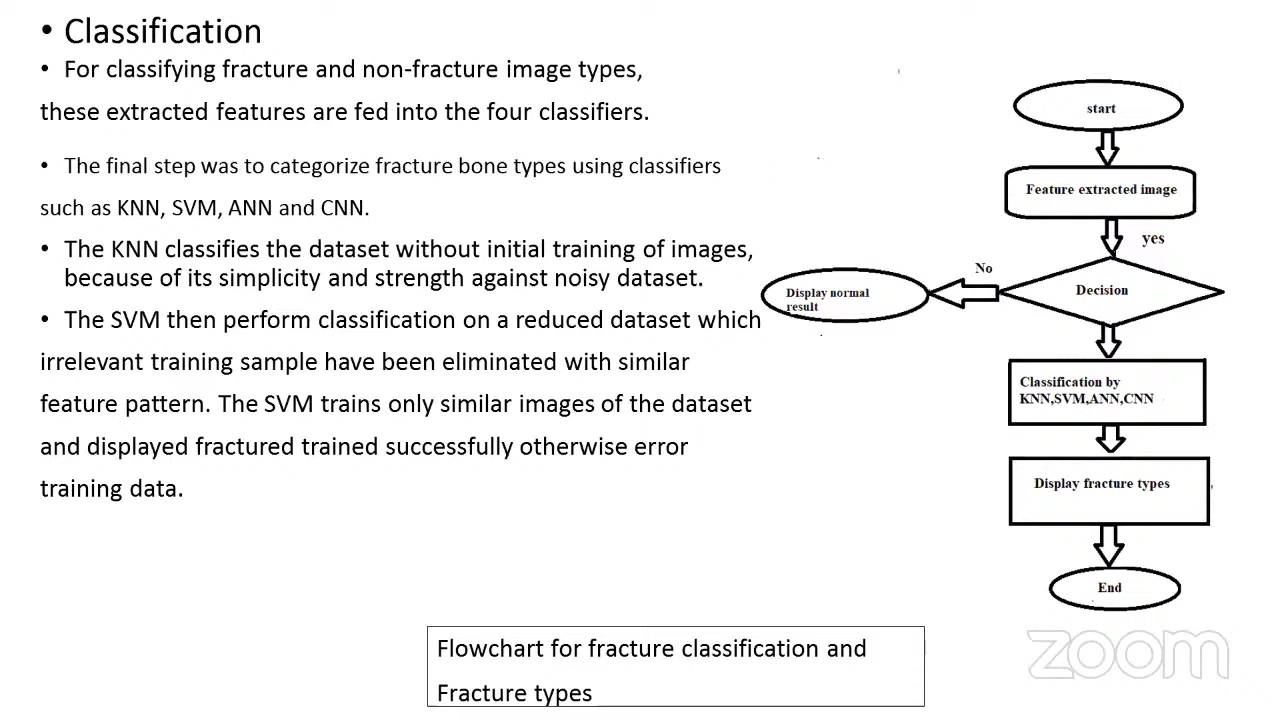 • Classification
• For classifying fracture and non-fracture image types,
these extracted features are fed into the four classifiers.
• The final step was to categorize fracture bone types using classifiers
such as KNN, SVM, ANN and CNN.
• The KNN classifies the dataset without initial training of images,
because of its simplicity and strength against noisy dataset.
• The SVM then perform classification on a reduced dataset which
irrelevant training sample have been eliminated with similar
feature pattern. The SVM trains only similar images of the dataset
and displayed fractured trained successfully otherwise error
training data.
start
Feature extracted image
yes
No
Decision
Display normal
result
Classification by
KNN,SVM,ANN,CNN
Display fracture types
End
Flowchart for fracture classification and
Fracture types
zoom